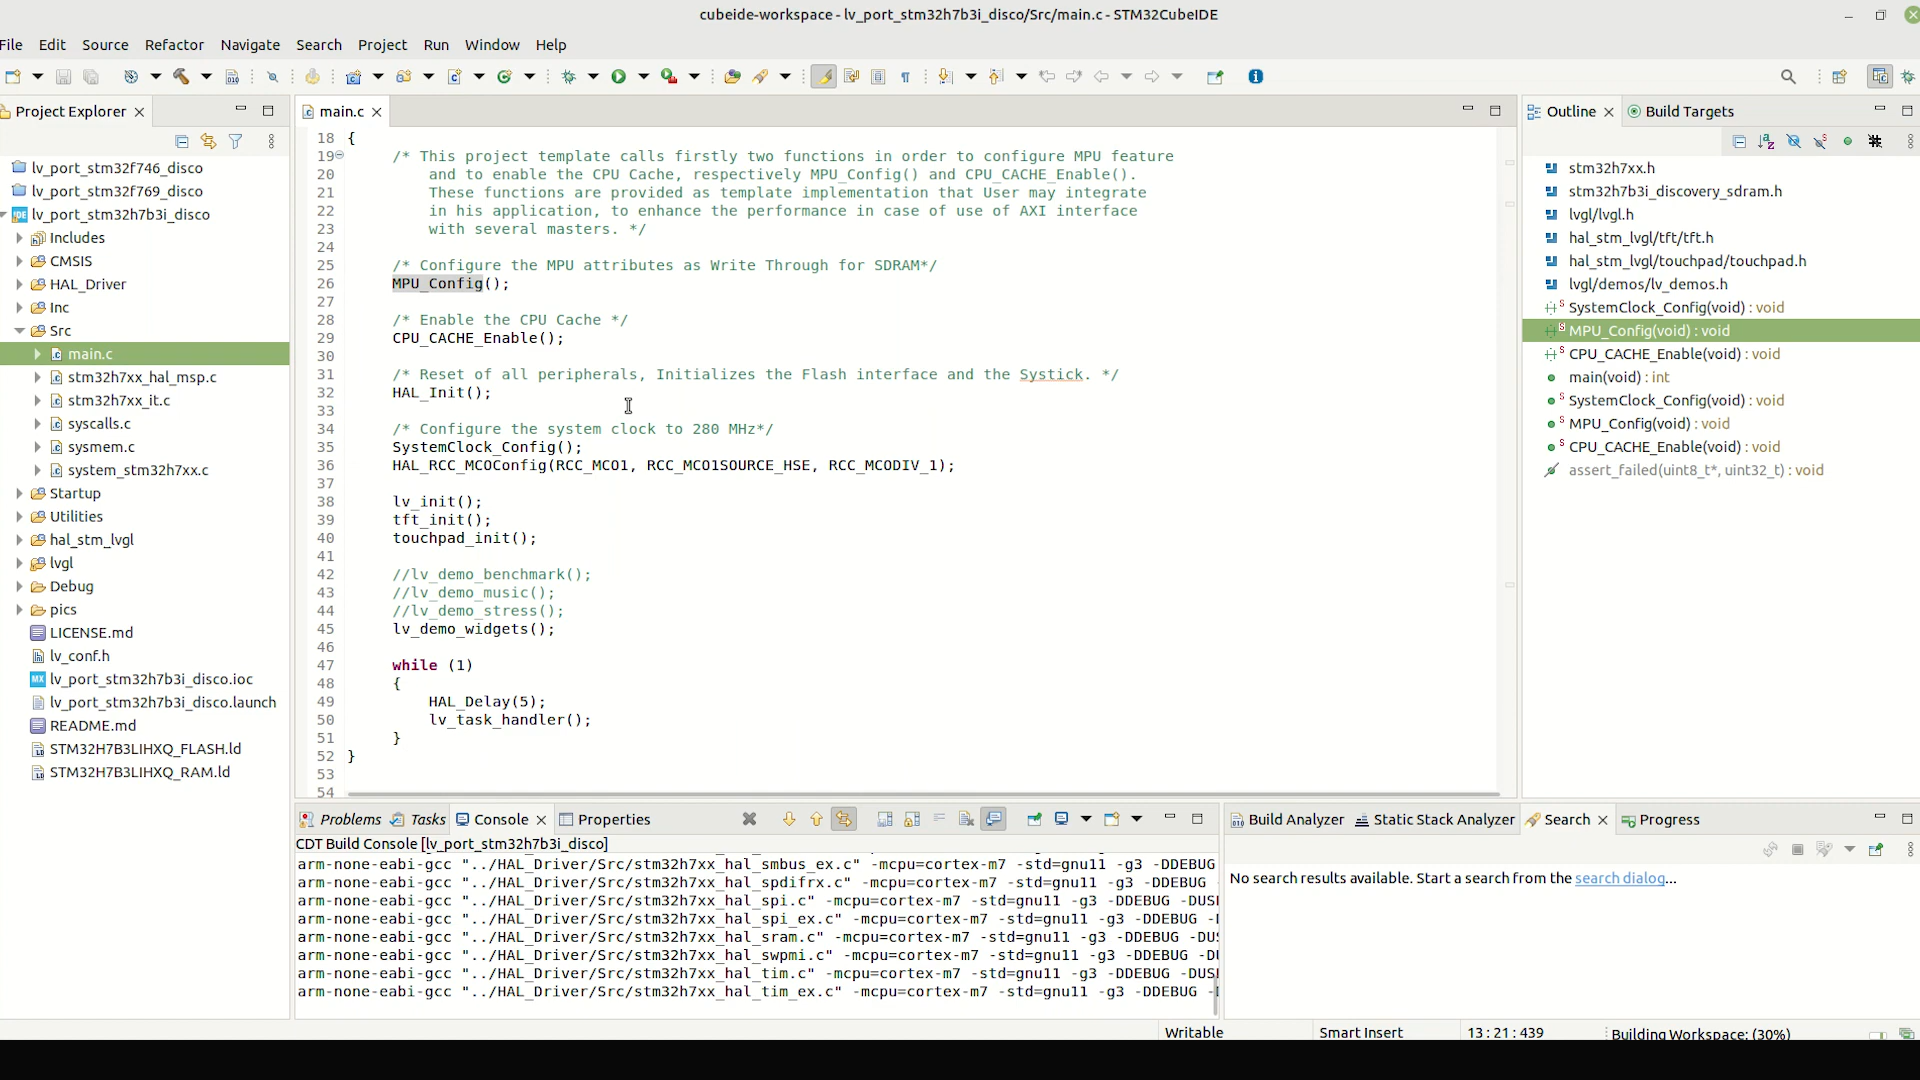 cubeide-workspace - lv_port_stm32h7b3i_disco/Src/main.c - STM32CubeIDE
File Edit Source Refactor Navigate Search Project Run Window Help
Project Explorer
lv_port_stm32f746_disco
lv_port_stm32f769_disco
lv_port_stm32h7b3i_disco
Includes
CMSIS
HAL_Driver
Inc
Src
main.c
stm32h7xx_hal_msp.c
stm32h7xx_it.c
syscalls.c
sysmem.c
system_stm32h7xx.c
Startup
Utilities
hal_stm_lvgl
lvgl
Debug
pics
LICENSE.md
lv_conf.h
lv_port_stm32h7b3i_disco.ioc
lv_port_stm32h7b3i_disco.launch
README.md
STM32H7B3LIHXQ_FLASH.ld
STM32H7B3LIHXQ_RAM.ld
main.c
18 {
19 /* This project template calls firstly two functions in order to configure MPU feature
20 and to enable the CPU Cache, respectively MPU_Config() and CPU_CACHE_Enable().
21 These functions are provided as template implementation that User may integrate
22 in his application, to enhance the performance in case of use of AXI interface
23 with several masters. */
24
25 /* Configure the MPU attributes as Write Through for SDRAM*/
26 MPU_Config();
27
28 /* Enable the CPU Cache */
29 CPU_CACHE_Enable();
30
31 /* Reset of all peripherals, Initializes the Flash interface and the Systick. */
32 HAL_Init();
33
34 /* Configure the system clock to 280 MHz*/
35 SystemClock_Config();
36 HAL_RCC_MCOConfig(RCC_MCO1, RCC_MCO1SOURCE_HSE, RCC_MCODIV_1);
37
38 lv_init();
39 tft_init();
40 touchpad_init();
41
42 //lv_demo_benchmark();
43 //lv_demo_music();
44 //lv_demo_stress();
45 lv_demo_widgets();
46
47 while (1)
48 {
49 HAL_Delay(5);
50 lv_task_handler();
51 }
52 }
53
54
Outline Build Targets
stm32h7xx.h
stm32h7b3i_discovery_sdram.h
lvgl/lvgl.h
hal_stm_lvgl/tft/tft.h
hal_stm_lvgl/touchpad/touchpad.h
lvgl/demos/lv_demos.h
SystemClock_Config(void) : void
MPU_Config(void) : void
CPU_CACHE_Enable(void) : void
main(void) : int
SystemClock_Config(void) : void
MPU_Config(void) : void
CPU_CACHE_Enable(void) : void
assert_failed(uint8_t*, uint32_t) : void
Problems Tasks Console Properties
CDT Build Console [lv_port_stm32h7b3i_disco]
arm-none-eabi-gcc "../HAL_Driver/Src/stm32h7xx_hal_smbus_ex.c" -mcpu=cortex-m7 -std=gnu11 -g3 -DDEBUG
arm-none-eabi-gcc "../HAL_Driver/Src/stm32h7xx_hal_spdifrx.c" -mcpu=cortex-m7 -std=gnu11 -g3 -DDEBUG -
arm-none-eabi-gcc "../HAL_Driver/Src/stm32h7xx_hal_spi.c" -mcpu=cortex-m7 -std=gnu11 -g3 -DDEBUG -DUSE
arm-none-eabi-gcc "../HAL_Driver/Src/stm32h7xx_hal_spi_ex.c" -mcpu=cortex-m7 -std=gnu11 -g3 -DDEBUG -D
arm-none-eabi-gcc "../HAL_Driver/Src/stm32h7xx_hal_sram.c" -mcpu=cortex-m7 -std=gnu11 -g3 -DDEBUG -DUS
arm-none-eabi-gcc "../HAL_Driver/Src/stm32h7xx_hal_swpmi.c" -mcpu=cortex-m7 -std=gnu11 -g3 -DDEBUG -DU
arm-none-eabi-gcc "../HAL_Driver/Src/stm32h7xx_hal_tim.c" -mcpu=cortex-m7 -std=gnu11 -g3 -DDEBUG -DUS
arm-none-eabi-gcc "../HAL_Driver/Src/stm32h7xx_hal_tim_ex.c" -mcpu=cortex-m7 -std=gnu11 -g3 -DDEBUG -
Build Analyzer Static Stack Analyzer Search Progress
No search results available. Start a search from the search dialog...
Writable Smart Insert 13 : 21 : 439 Building Workspace: (30%)